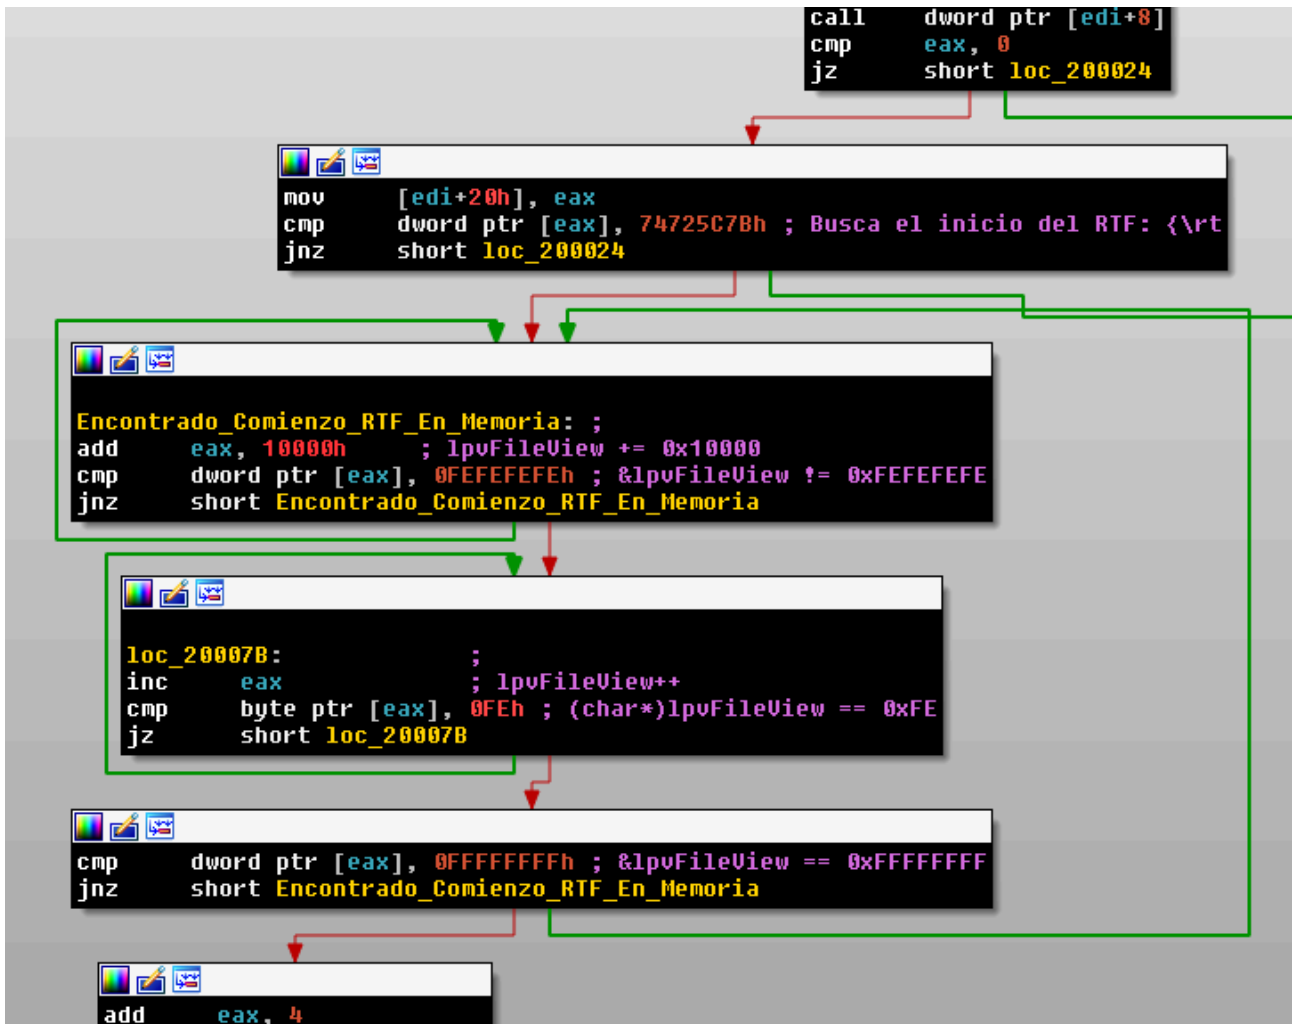 call dword ptr [edi+8]
cmp eax, 0
jz short loc_200024
mov [edi+20h], eax
cmp dword ptr [eax], 74725C7Bh ; Busca el inicio del RTF: {\rt
jnz short loc_200024
Encontrado_Comienzo_RTF_En_Memoria: ;
add eax, 10000h ; lpvFileView += 0x10000
cmp dword ptr [eax], 0FEFEFEFEh ; &lpvFileView != 0xFEFEFEFE
jnz short Encontrado_Comienzo_RTF_En_Memoria
loc_20007B: ;
inc eax ; lpvFileView++
cmp byte ptr [eax], 0FEh ; (char*)lpvFileView == 0xFE
jz short loc_20007B
cmp dword ptr [eax], 0FFFFFFFFh ; &lpvFileView == 0xFFFFFFFF
jnz short Encontrado_Comienzo_RTF_En_Memoria
add eax, 4